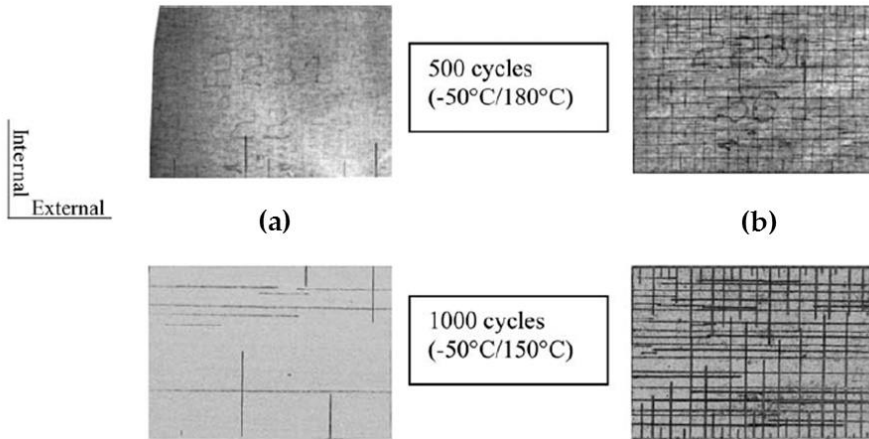 500 cycles
(-50°C/180°C)
Internal
External
(a)
(b)
1000 cycles
(-50°C/150°C)